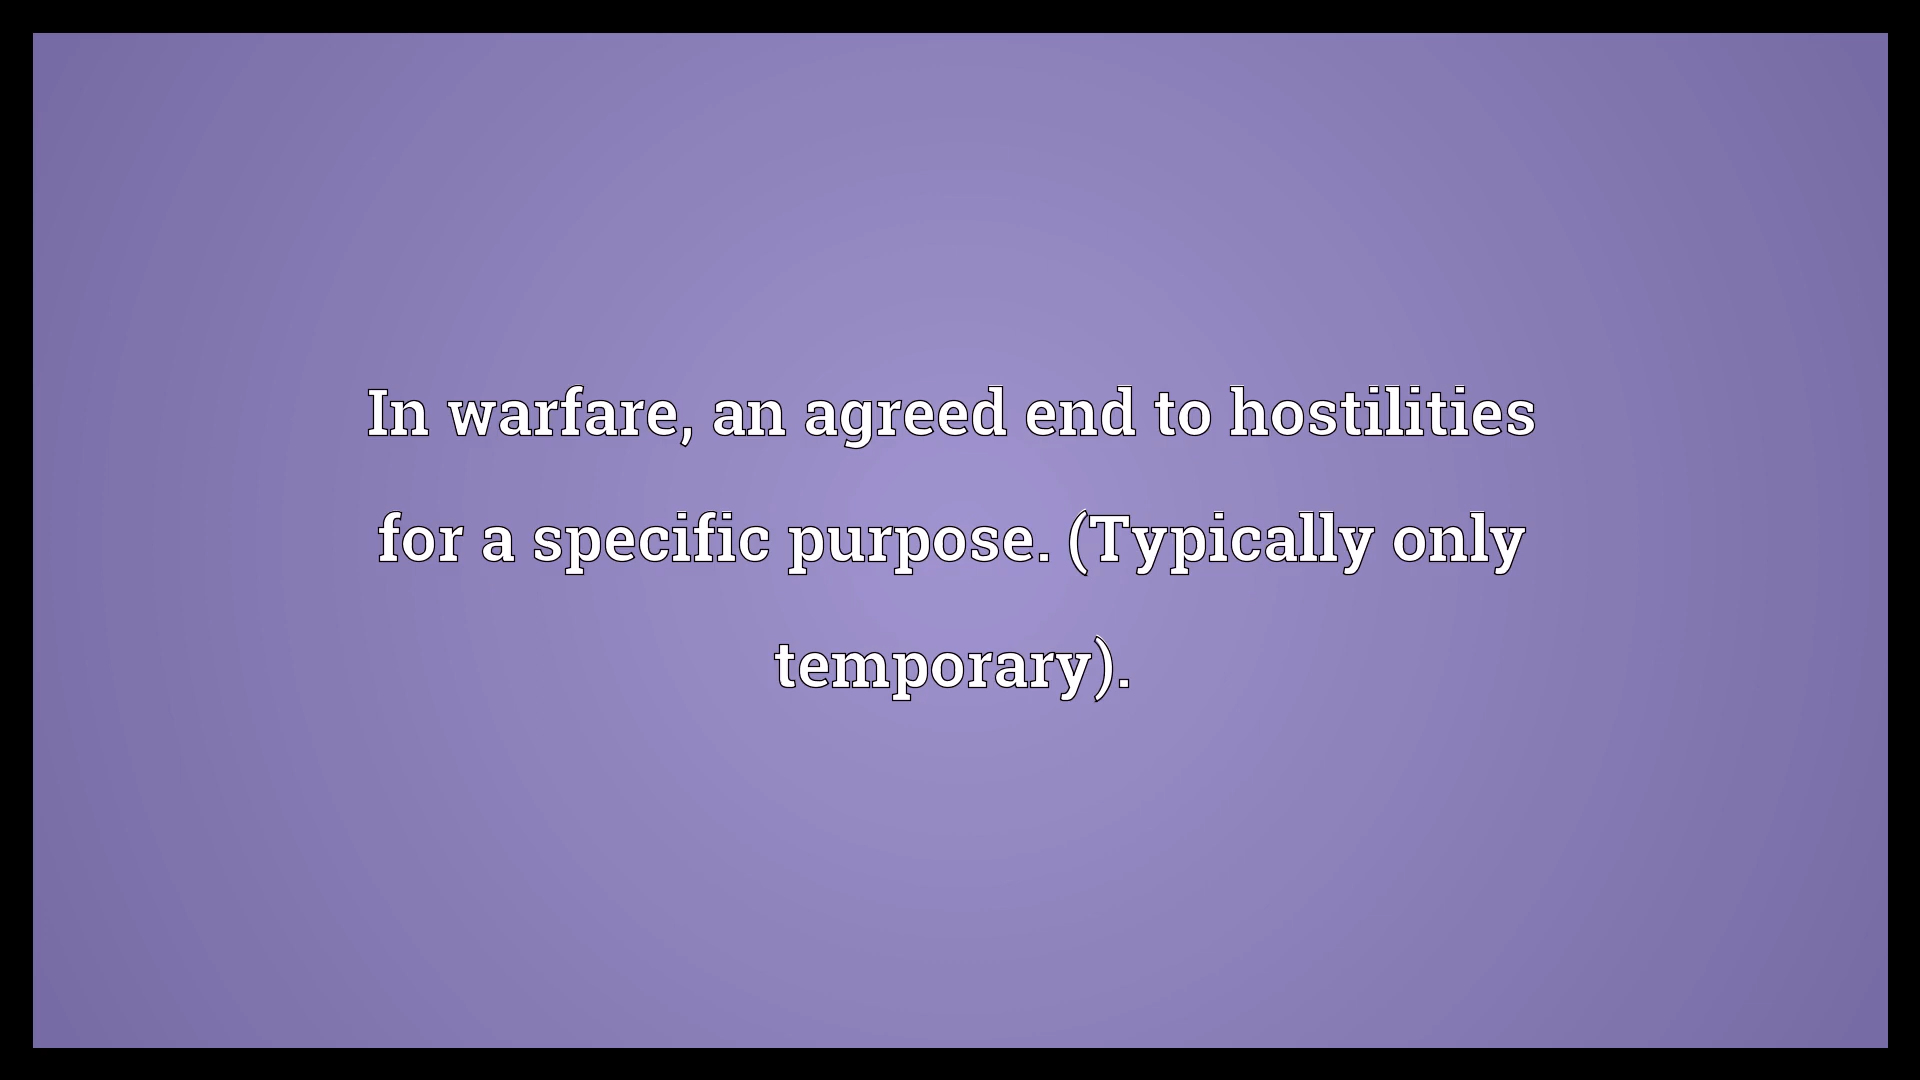 In warfare, an agreed end to hostilities
for a specific purpose. (Typically only
temporary).